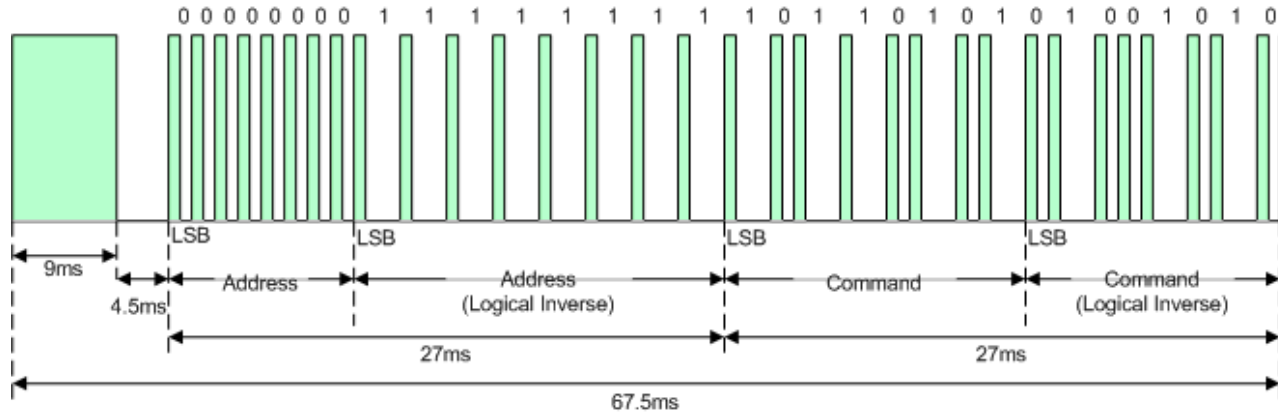 0 0 0 0 0 0 0 0 1 1 1 1 1 1 1 1 1 0 1 1 0 1 0 1 0 1 0 0 1 0 1 0
LSB LSB LSB LSB
9ms Address Address Command Command
4.5ms (Logical Inverse) (Logical Inverse)
27ms 27ms
67.5ms